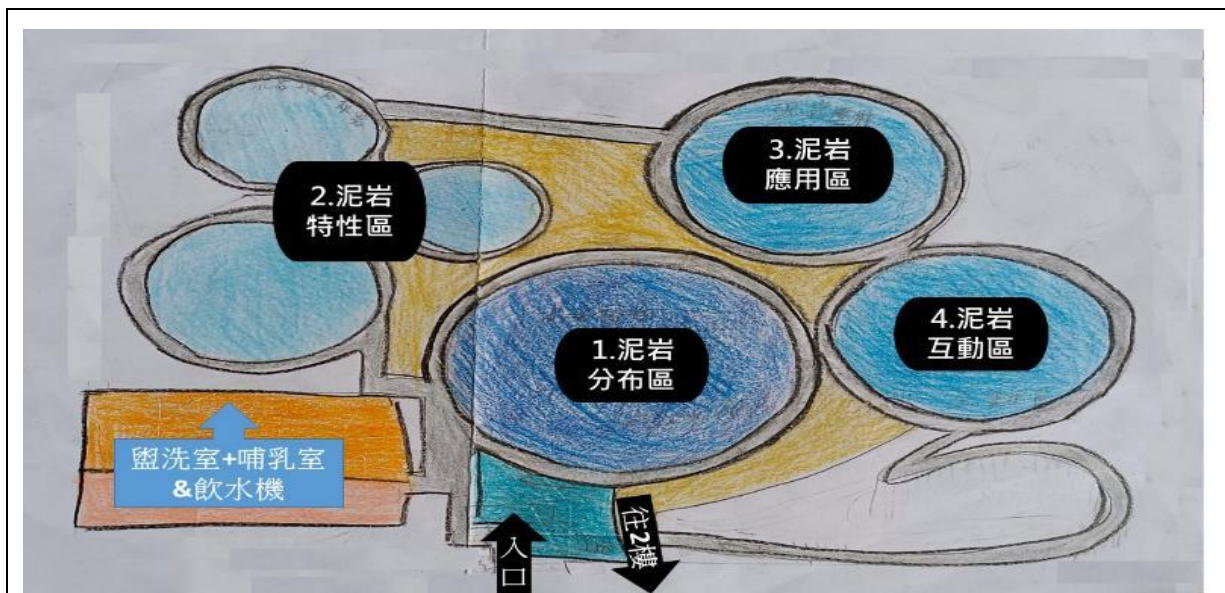 3.泥岩
應用區
2.泥岩
特性區
4.泥岩
互動區
1.泥岩
分布區
盥洗室+哺乳室
&飲水機
入口
往2樓